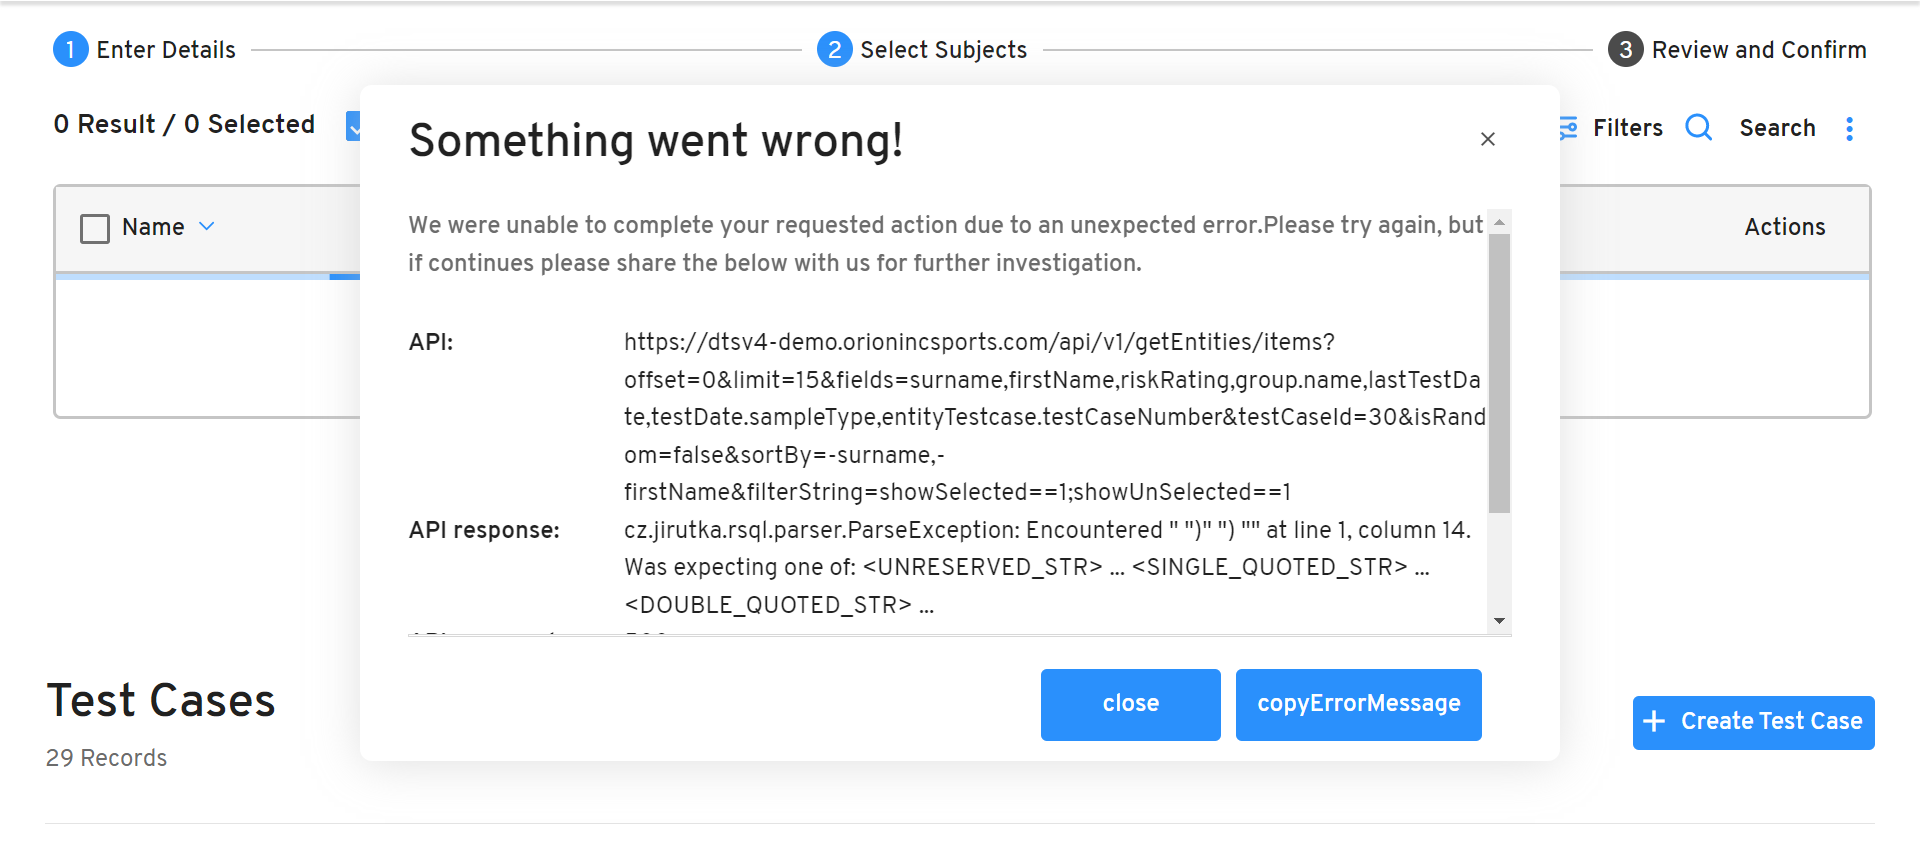 1 Enter Details
2 Select Subjects
3 Review and Confirm
0 Result / 0 Selected
Filters
Search
Name
Actions
Something went wrong!
We were unable to complete your requested action due to an unexpected error.Please try again, but
if continues please share the below with us for further investigation.
API:
https://dtsv4-demo.orionincsports.com/api/v1/getEntities/items?
offset=0&limit=15&fields=surname,firstName,riskRating,group.name,lastTestDa
te,testDate.sampleType,entityTestcase.testCaseNumber&testCaseId=30&isRand
om=false&sortBy=-surname,-
firstName&filterString=showSelected==1;showUnSelected==1
API response:
cz.jirutka.rsql.parser.ParseException: Encountered " ")" ") "" at line 1, column 14.
Was expecting one of: <UNRESERVED_STR> ... <SINGLE_QUOTED_STR> ...
<DOUBLE_QUOTED_STR> ...
close
copyErrorMessage
Test Cases
29 Records
+ Create Test Case